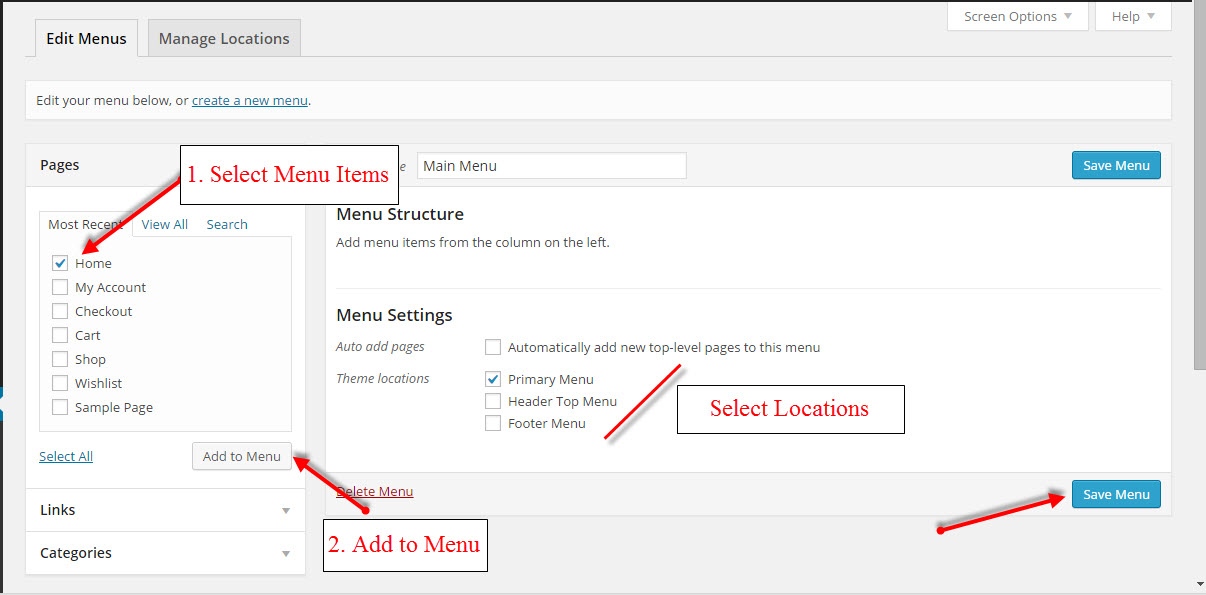 Screen Options
Help
Edit Menus
Manage Locations
Edit your menu below, or create a new menu.
Pages
1. Select Menu Items
Main Menu
Save Menu
Most Recent
View All
Search
Home
My Account
Checkout
Cart
Shop
Wishlist
Sample Page
Select All
Add to Menu
Links
Categories
Menu Structure
Add menu items from the column on the left.
Menu Settings
Auto add pages
Automatically add new top-level pages to this menu
Theme locations
Primary Menu
Header Top Menu
Footer Menu
Select Locations
Delete Menu
Save Menu
2. Add to Menu